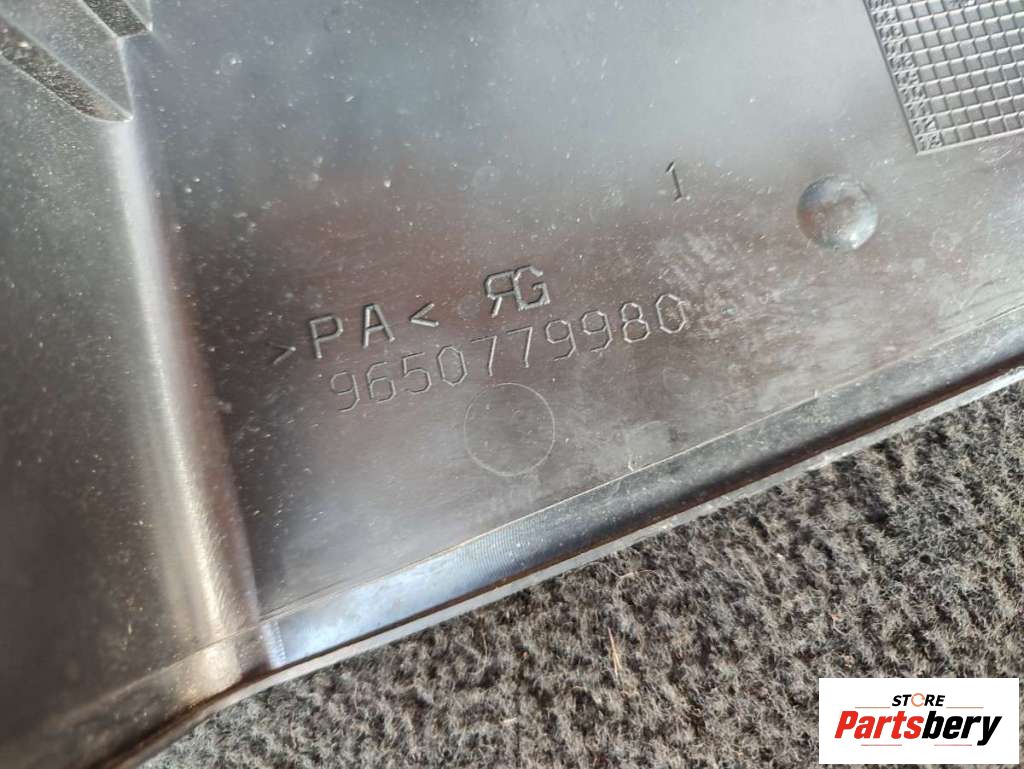 1
>PA< RG
9650779980
STORE
Partsbery